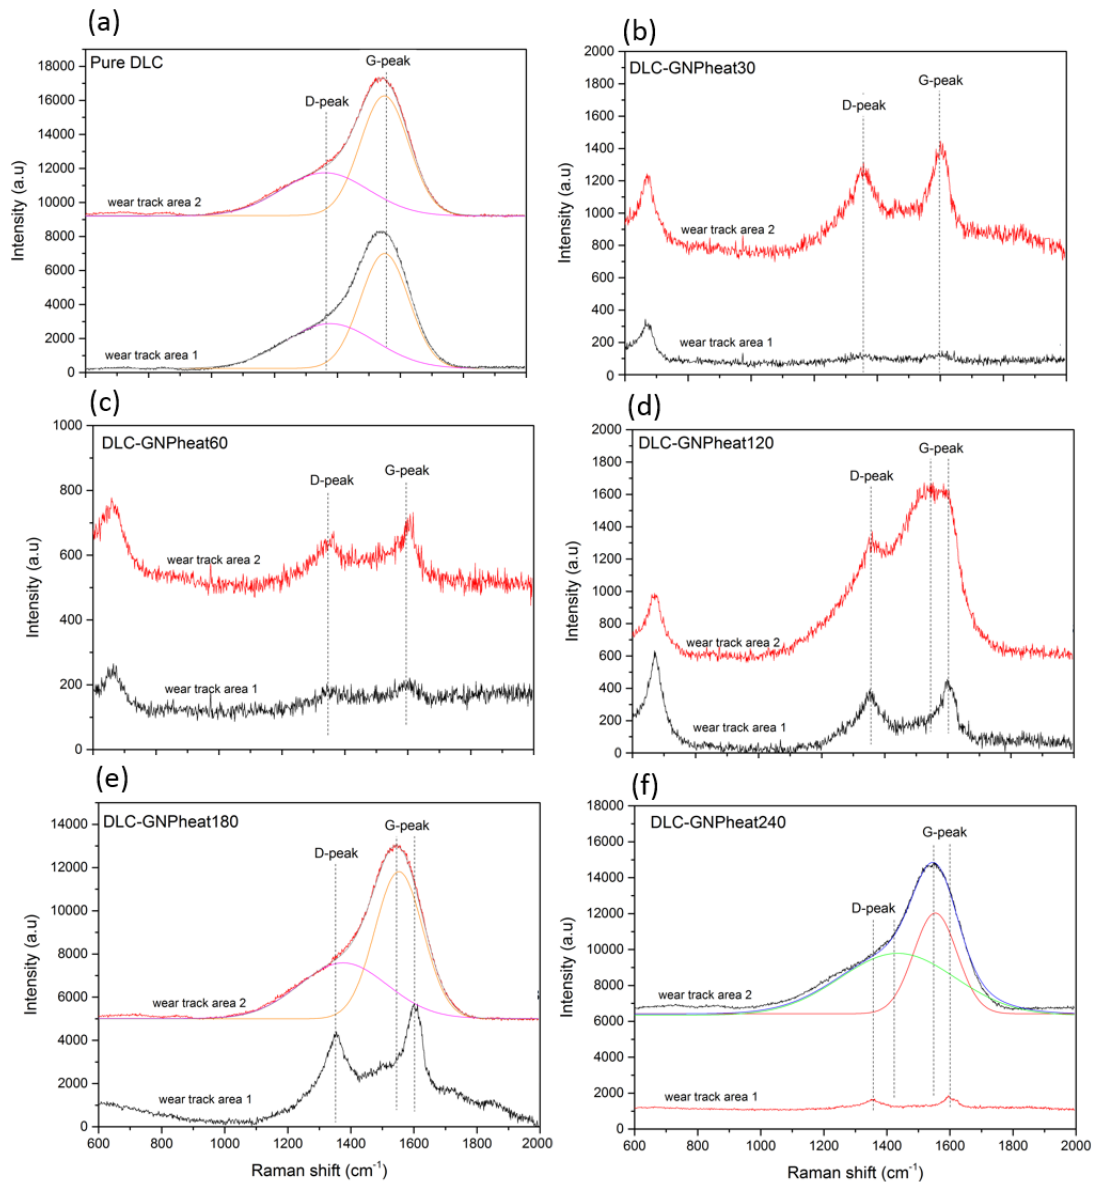 (a)
Pure DLC
G-peak
D-peak
wear track area 2
wear track area 1
Intensity (a.u)
18000
16000
14000
12000
10000
8000
6000
4000
2000
0
(b)
DLC-GNPheat30
G-peak
D-peak
wear track area 2
wear track area 1
Intensity (a.u)
2000
1800
1600
1400
1200
1000
800
600
400
200
0
(c)
DLC-GNPheat60
G-peak
D-peak
wear track area 2
wear track area 1
Intensity (a.u)
1000
800
600
400
200
0
(d)
DLC-GNPheat120
G-peak
D-peak
wear track area 2
wear track area 1
Intensity (a.u)
2000
1800
1600
1400
1200
1000
800
600
400
200
0
600 800 1000 1200 1400 1600 1800 2000
(e)
DLC-GNPheat180
G-peak
D-peak
wear track area 2
wear track area 1
Intensity (a.u)
14000
12000
10000
8000
6000
4000
2000
0
600 800 1000 1200 1400 1600 1800 2000
Raman shift (cm⁻¹)
(f)
DLC-GNPheat240
G-peak
D-peak
wear track area 2
wear track area 1
Intensity (a.u)
18000
16000
14000
12000
10000
8000
6000
4000
2000
0
600 800 1000 1200 1400 1600 1800 2000
Raman shift (cm⁻¹)